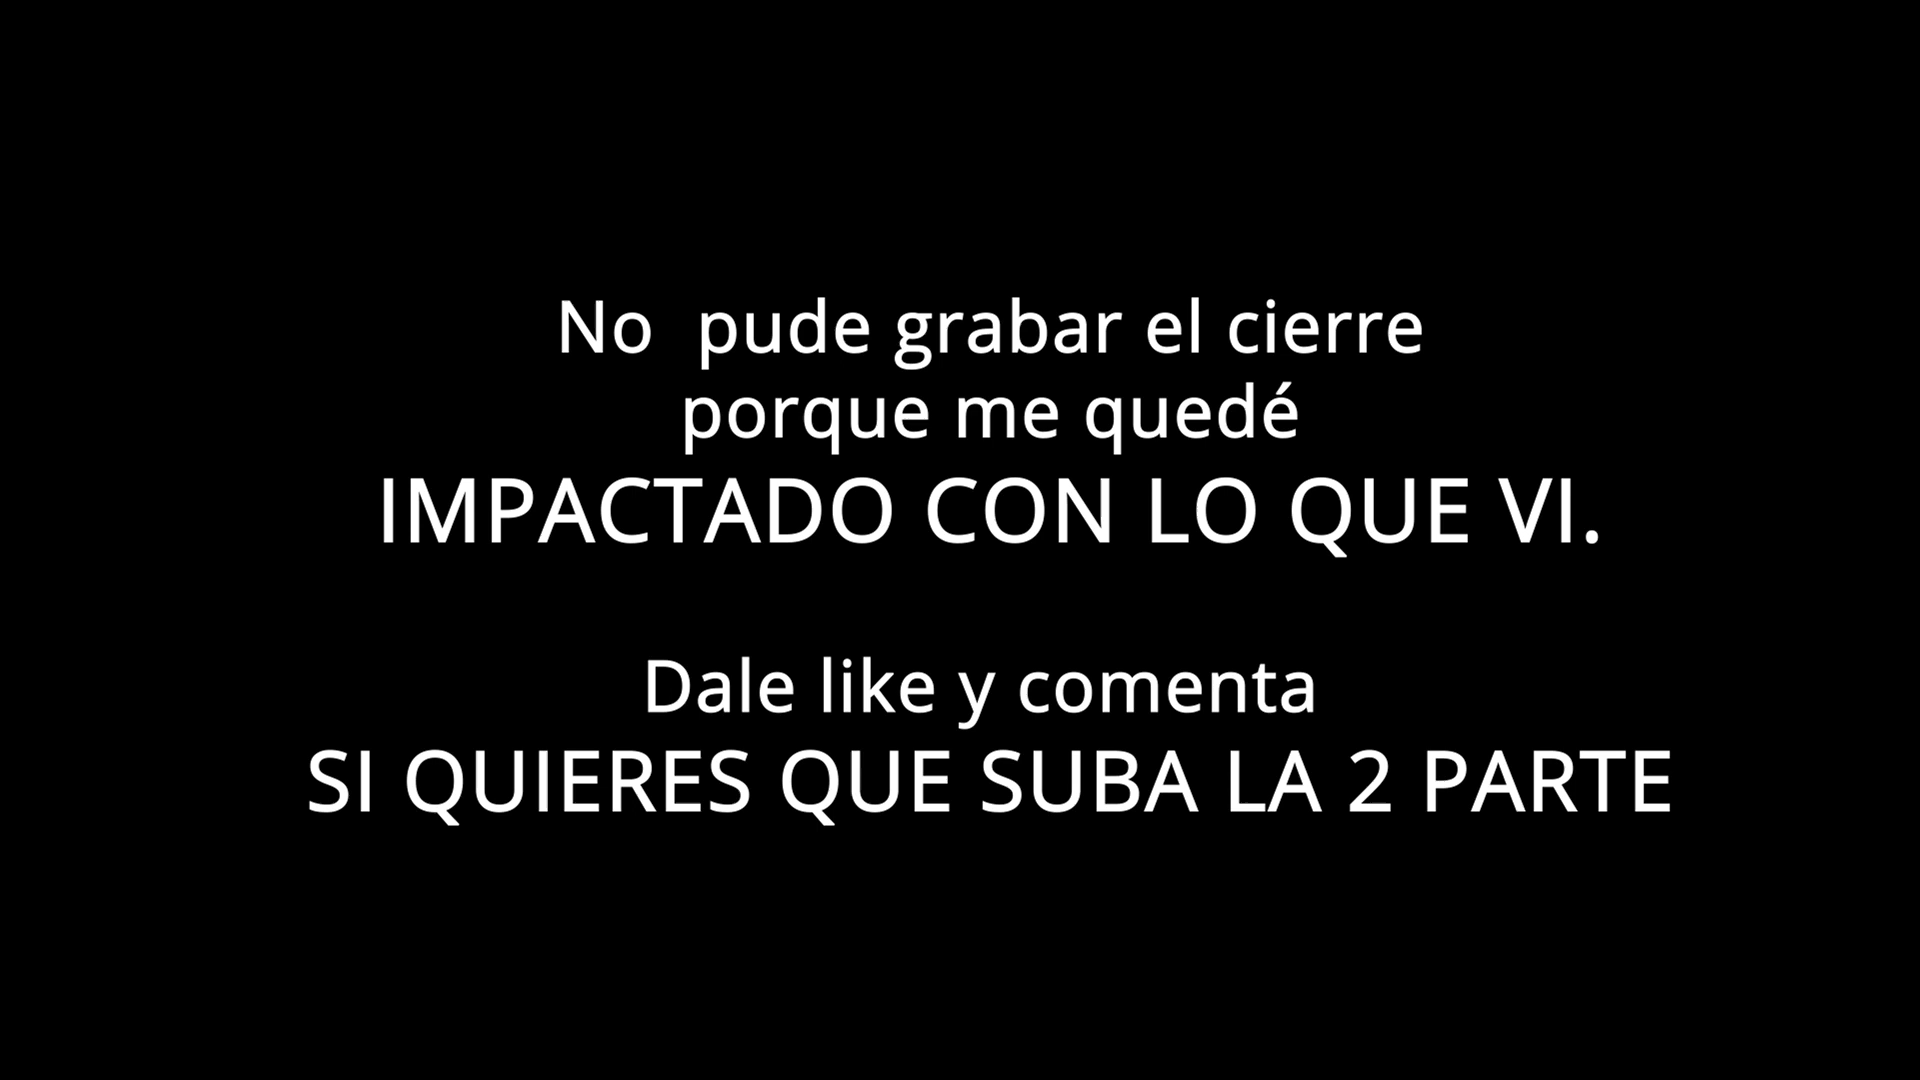 No  pude grabar el cierre
porque me quedé
IMPACTADO CON LO QUE VI.
Dale like y comenta
SI QUIERES QUE SUBA LA 2 PARTE